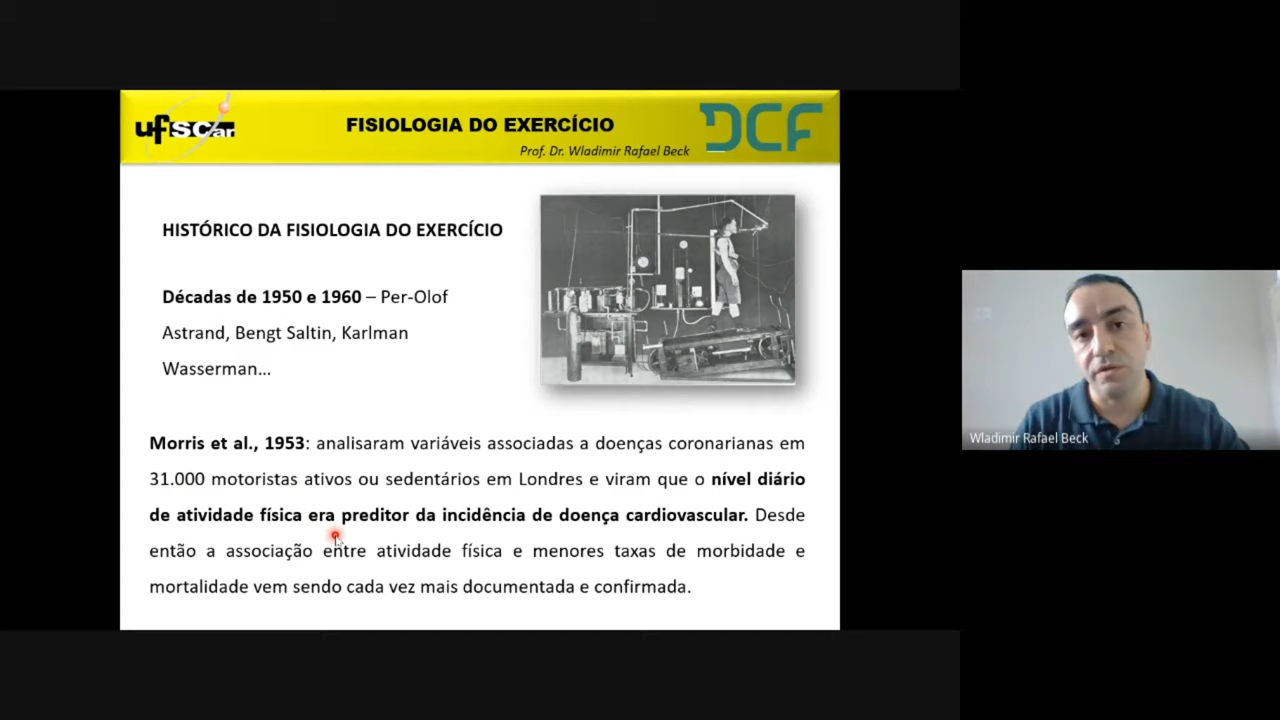 ufscar
FISIOLOGIA DO EXERCÍCIO
Prof. Dr. Wladimir Rafael Beck
DCF
HISTÓRICO DA FISIOLOGIA DO EXERCÍCIO
Décadas de 1950 e 1960 – Per-Olof
Astrand, Bengt Saltin, Karlman
Wasserman...
Morris et al., 1953: analisaram variáveis associadas a doenças coronarianas em
31.000 motoristas ativos ou sedentários em Londres e viram que o nível diário
de atividade física era preditor da incidência de doença cardiovascular. Desde
então a associação entre atividade física e menores taxas de morbidade e
mortalidade vem sendo cada vez mais documentada e confirmada.
Wladimir Rafael Beck